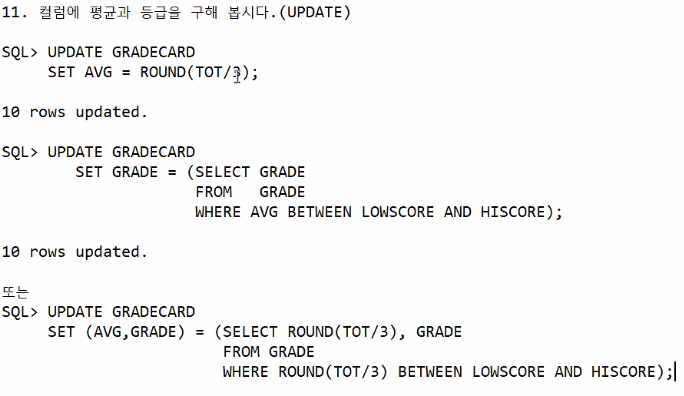 11. 컬럼에 평균과 등급을 구해 봅시다.(UPDATE)
SQL> UPDATE GRADECARD
SET AVG = ROUND(TOT/3);
10 rows updated.
SQL> UPDATE GRADECARD
SET GRADE = (SELECT GRADE
FROM GRADE
WHERE AVG BETWEEN LOWSCORE AND HISCORE);
10 rows updated.
또는
SQL> UPDATE GRADECARD
SET (AVG,GRADE) = (SELECT ROUND(TOT/3), GRADE
FROM GRADE
WHERE ROUND(TOT/3) BETWEEN LOWSCORE AND HISCORE);